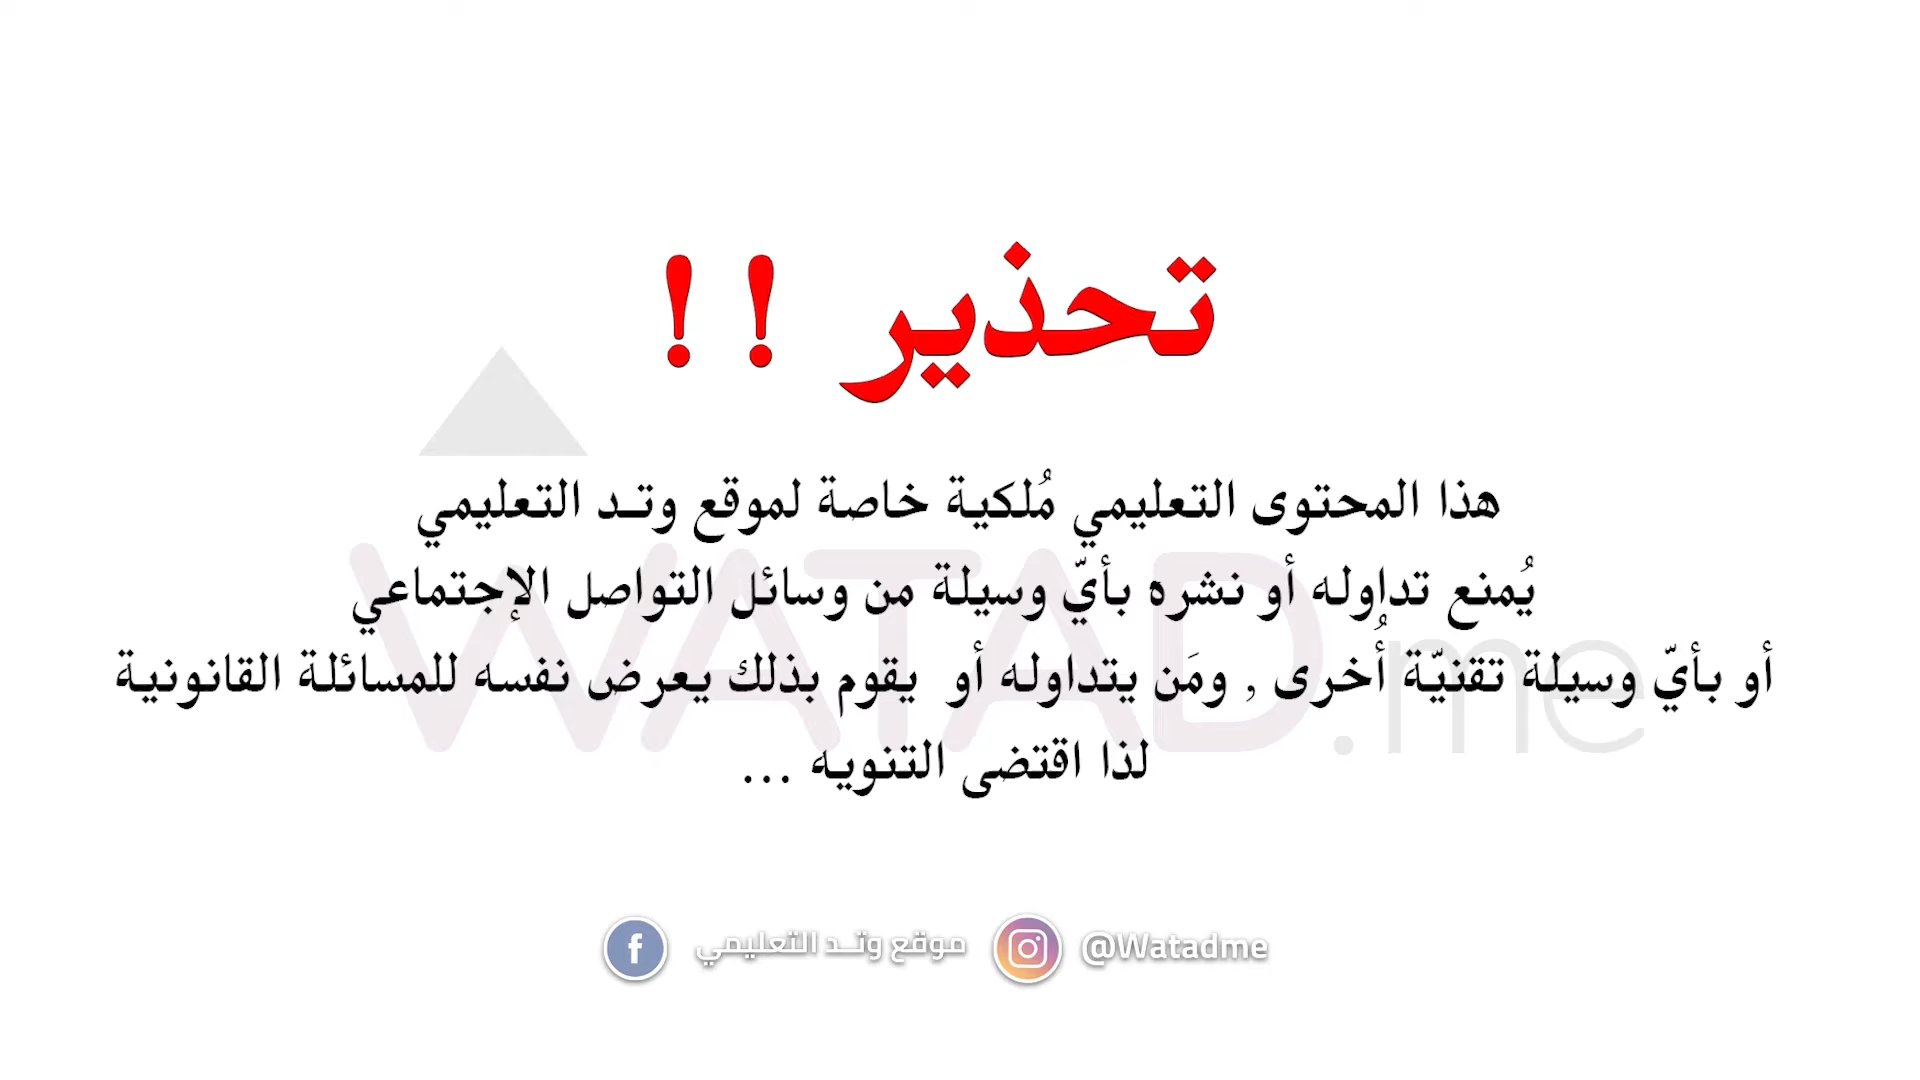 تحذير ! !
هذا المحتوى التعليمي مُلكية خاصة لموقع وتـد التعليمي
يُمنع تداوله أو نشره بأيّ وسيلة من وسائل التواصل الإجتماعي
أو بأيّ وسيلة تقنيّة أُخرى , ومَن يتداوله أو يقوم بذلك يعرض نفسه للمسائلة القانونية
لذا اقتضى التنويه ...
WATAD.me
موقع وتـد التعليمي @Watadme